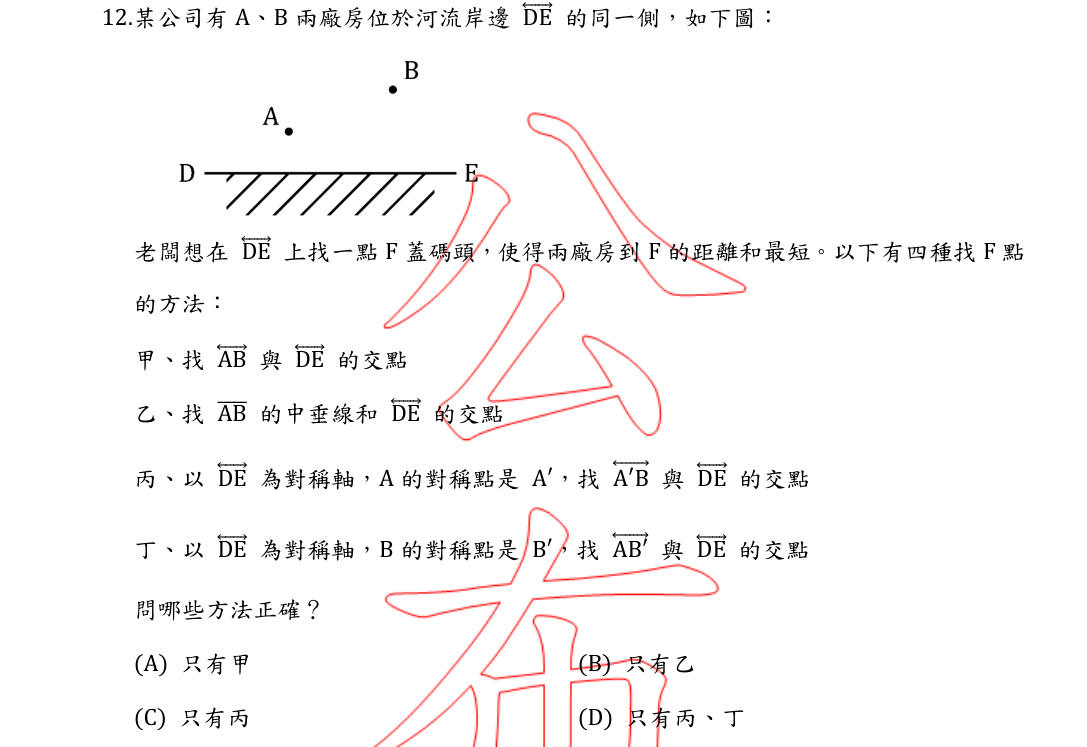 12.某公司有 A、B 兩廠房位於河流岸邊 DE 的同一側，如下圖：
B
A
D E
老闆想在 DE 上找一點 F 蓋碼頭，使得兩廠房到 F 的距離和最短。以下有四種找 F 點
的方法：
甲、找 AB 與 DE 的交點
乙、找 AB 的中垂線和 DE 的交點
丙、以 DE 為對稱軸，A 的對稱點是 A′，找 A′B 與 DE 的交點
丁、以 DE 為對稱軸，B 的對稱點是 B′，找 AB′ 與 DE 的交點
問哪些方法正確？
(A) 只有甲 (B) 只有乙
(C) 只有丙 (D) 只有丙、丁
公
布